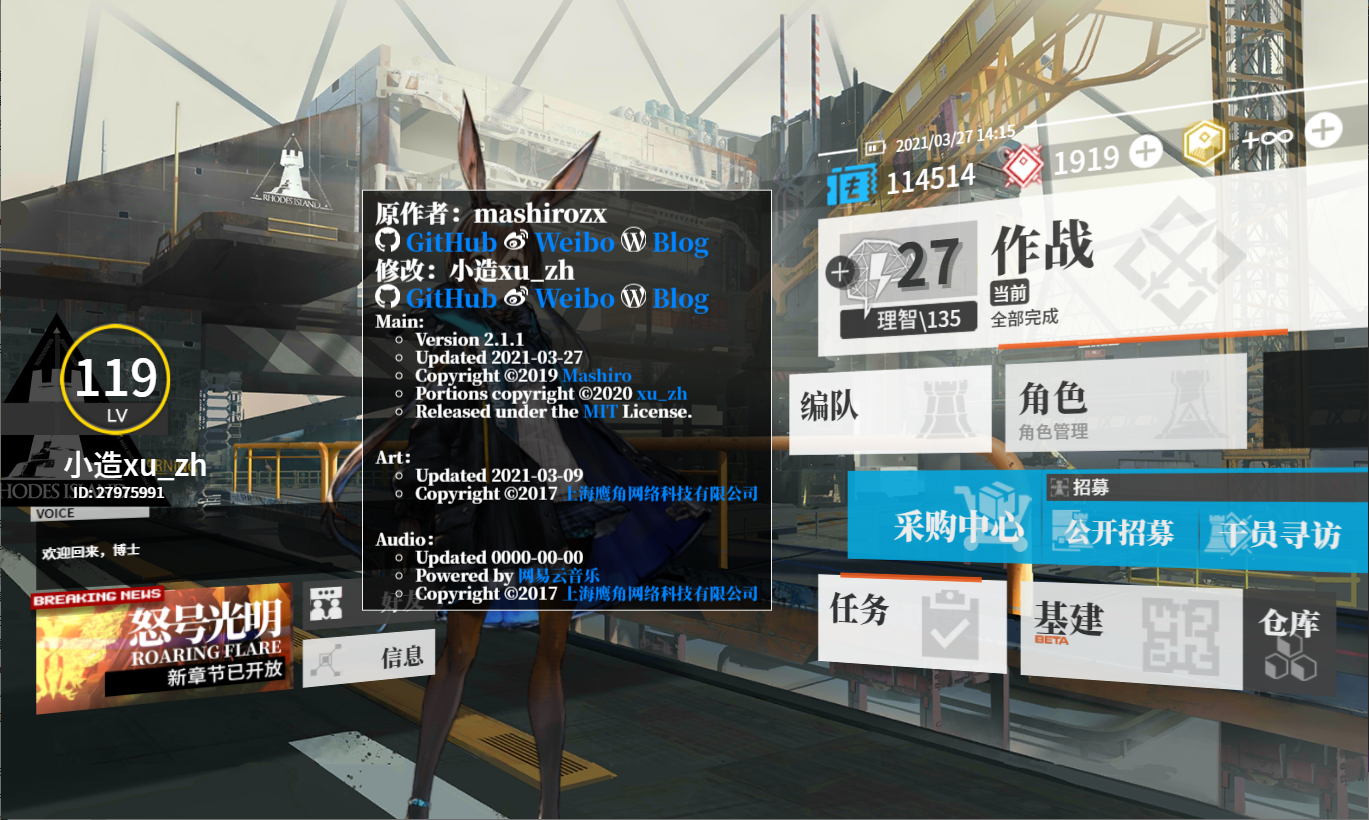 RHODES ISLAND
2021/03/27 14:15
114514
1919
+∞
27
理智\135
作战
当前
全部完成
原作者：mashirozx
GitHub Weibo Blog
修改：小造xu_zh
GitHub Weibo Blog
Main:
Version 2.1.1
Updated 2021-03-27
Copyright ©2019 Mashiro
Portions copyright ©2020 xu_zh
Released under the MIT License.
Art:
Updated 2021-03-09
Copyright ©2017 上海鹰角网络科技有限公司
Audio:
Updated 0000-00-00
Powered by 网易云音乐
Copyright ©2017 上海鹰角网络科技有限公司
119
LV
小造xu_zh
ID:27975991
VOICE
欢迎回来，博士
编队
角色
角色管理
招募
采购中心
公开招募
干员寻访
BREAKING NEWS
怒号光明
ROARING FLARE
新章节已开放
好友
信息
任务
基建
BETA
仓库